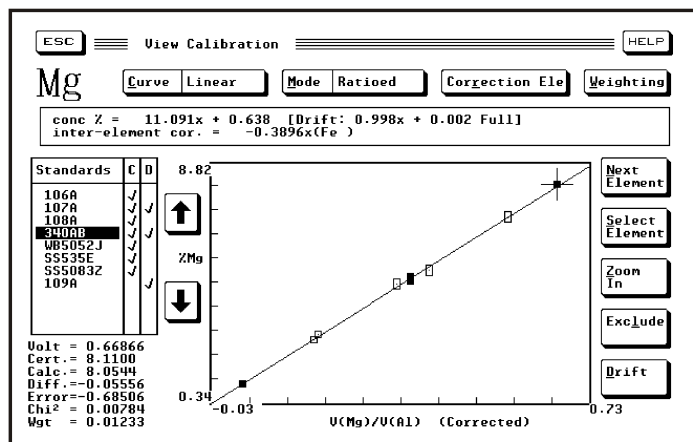 ESC View Calibration HELP
Mg Curve Linear Mode Ratioed Correction Ele Weighting
conc % = 11.091x + 0.638 [Drift: 0.998x + 0.002 Full]
inter-element cor. = -0.3896x(Fe )
Standards C D
106A √
107A √ √
108A √
340AB √ √
WB5052J √
SS535E √
SS5083Z √
109A √
Volt = 0.66866
Cert.= 8.1100
Calc.= 8.0544
Diff.=-0.05556
Error=-0.68506
Chi² = 0.00784
Wgt = 0.01233
8.82
%Mg
0.34
-0.03 0.73
V(Mg)/V(Al) (Corrected)
Next
Element
Select
Element
Zoom
In
Exclude
Drift